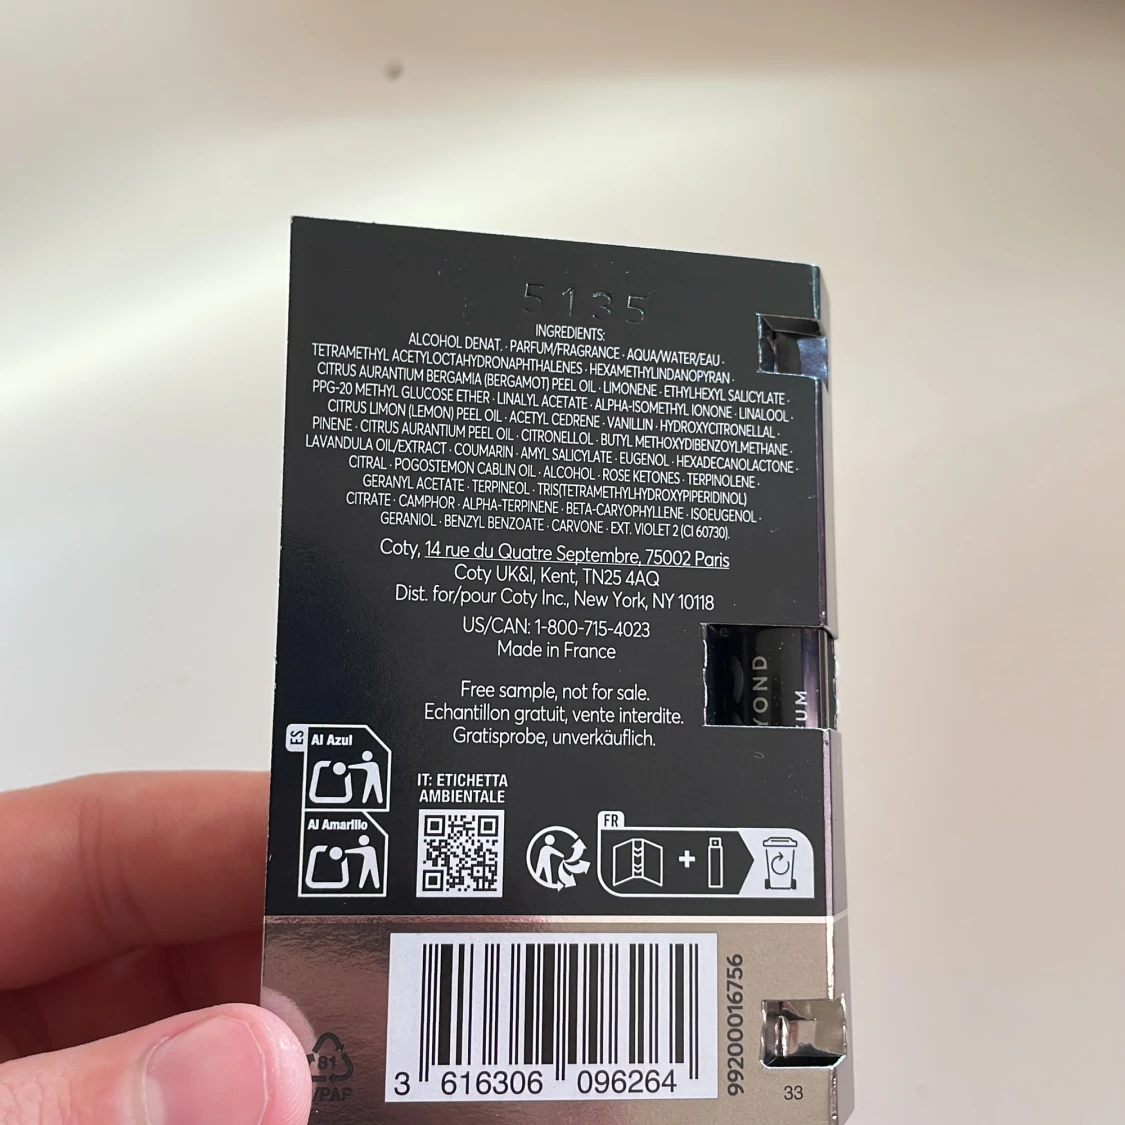 5135
INGREDIENTS:
ALCOHOL DENAT. · PARFUM/FRAGRANCE · AQUA/WATER/EAU ·
TETRAMETHYL ACETYLOCTAHYDRONAPHTHALENES · HEXAMETHYLINDANOPYRAN ·
CITRUS AURANTIUM BERGAMIA (BERGAMOT) PEEL OIL · LIMONENE · ETHYLHEXYL SALICYLATE ·
PPG-20 METHYL GLUCOSE ETHER · LINALYL ACETATE · ALPHA-ISOMETHYL IONONE · LINALOOL ·
CITRUS LIMON (LEMON) PEEL OIL · ACETYL CEDRENE · VANILLIN · HYDROXYCITRONELLAL ·
PINENE · CITRUS AURANTIUM PEEL OIL · CITRONELLOL · BUTYL METHOXYDIBENZOYLMETHANE ·
LAVANDULA OIL/EXTRACT · COUMARIN · AMYL SALICYLATE · EUGENOL · HEXADECANOLACTONE ·
CITRAL · POGOSTEMON CABLIN OIL · ALCOHOL · ROSE KETONES · TERPINOLENE ·
GERANYL ACETATE · TERPINEOL · TRIS(TETRAMETHYLHYDROXYPIPERIDINOL)
CITRATE · CAMPHOR · ALPHA-TERPINENE · BETA-CARYOPHYLLENE · ISOEUGENOL ·
GERANIOL · BENZYL BENZOATE · CARVONE · EXT. VIOLET 2 (CI 60730).
Coty, 14 rue du Quatre Septembre, 75002 Paris
Coty UK&I, Kent, TN25 4AQ
Dist. for/pour Coty Inc., New York, NY 10118
US/CAN: 1-800-715-4023
Made in France
YOND
UM
Free sample, not for sale.
Echantillon gratuit, vente interdite.
Gratisprobe, unverkäuflich.
ES
Al Azul
Al Amarillo
IT: ETICHETTA
AMBIENTALE
FR
+
3 616306 096264
99200016756
81
/PAP
33